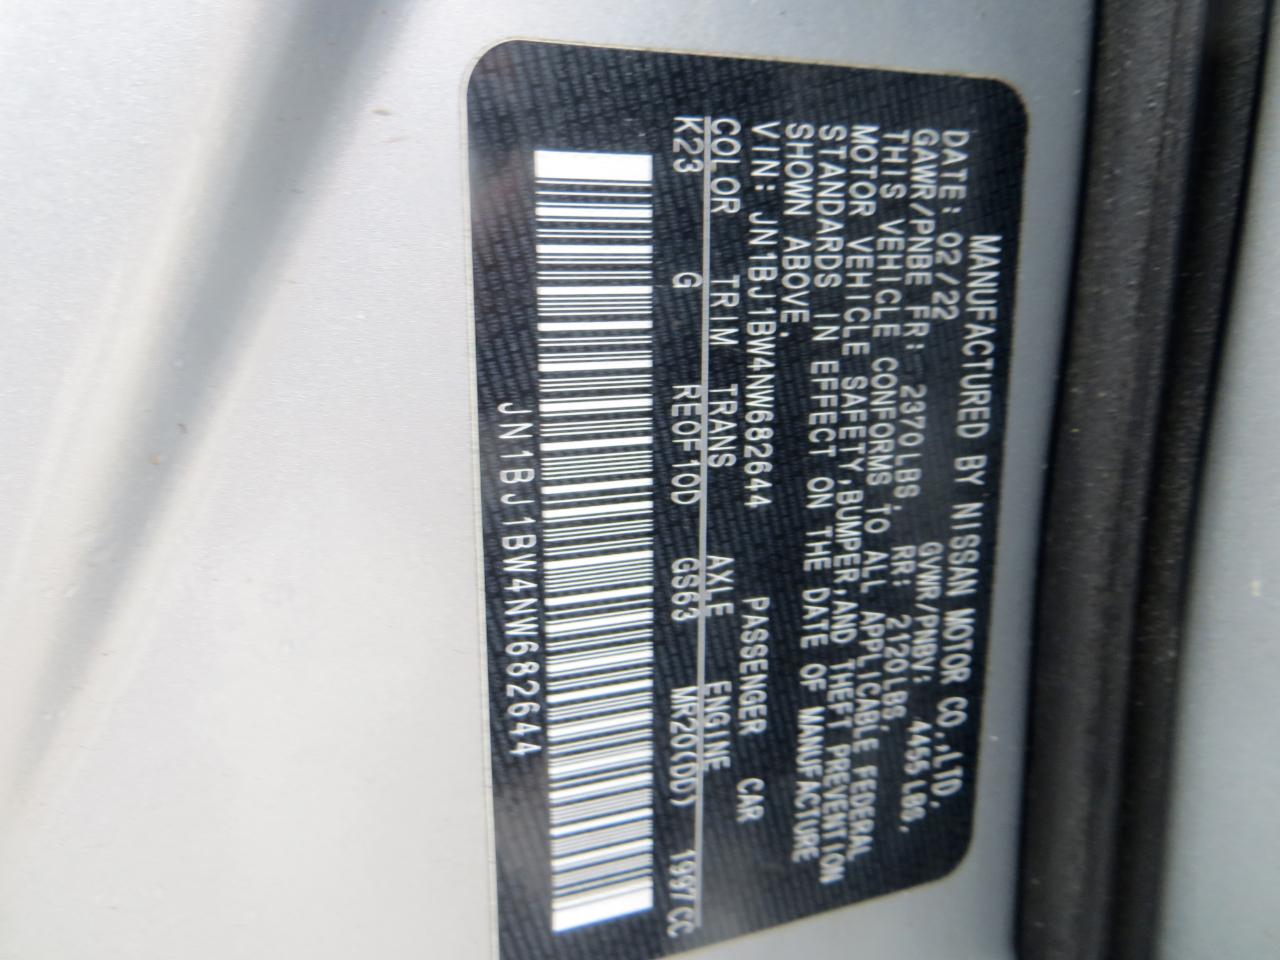 MANUFACTURED BY NISSAN MOTOR CO.,LTD.
DATE: 02/22 GVWR/PNBV: 4455 LBS,
GAWR/PNBE FR: 2370LBS, RR: 2120LBS,
THIS VEHICLE CONFORMS TO ALL APPLICABLE FEDERAL
MOTOR VEHICLE SAFETY,BUMPER,AND THEFT PREVENTION
STANDARDS IN EFFECT ON THE DATE OF MANUFACTURE
SHOWN ABOVE.
VIN: JN1BJ1BW4NW682644 PASSENGER CAR
COLOR TRIM TRANS AXLE ENGINE
K23 G RE0F10D GS63 MR20(DD) 1997CC
JN1BJ1BW4NW682644